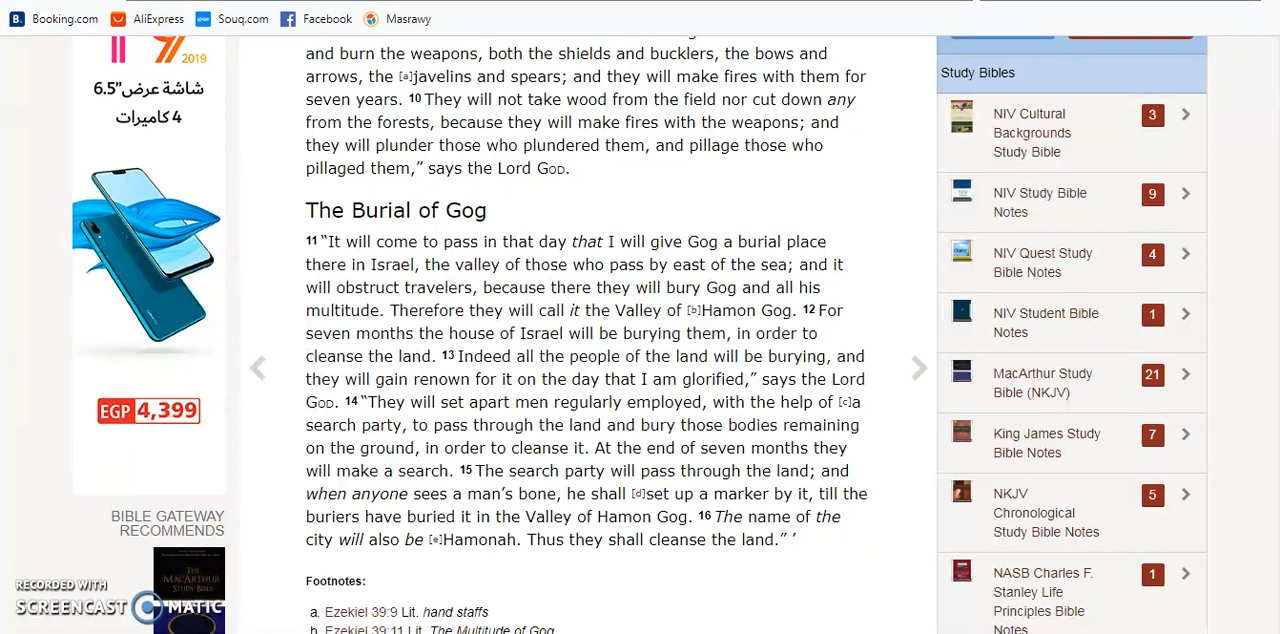 Booking.com AliExpress Souq.com Facebook Masrawy
2019
شاشة عرض 6.5”
4 كاميرات
EGP 4,399
BIBLE GATEWAY
RECOMMENDS
THE
MACARTHUR
STUDY BIBLE
RECORDED WITH
SCREENCAST MATIC
and burn the weapons, both the shields and bucklers, the bows and
arrows, the [a]javelins and spears; and they will make fires with them for
seven years. 10 They will not take wood from the field nor cut down any
from the forests, because they will make fires with the weapons; and
they will plunder those who plundered them, and pillage those who
pillaged them,” says the Lord GOD.
The Burial of Gog
11 “It will come to pass in that day that I will give Gog a burial place
there in Israel, the valley of those who pass by east of the sea; and it
will obstruct travelers, because there they will bury Gog and all his
multitude. Therefore they will call it the Valley of [b]Hamon Gog. 12 For
seven months the house of Israel will be burying them, in order to
cleanse the land. 13 Indeed all the people of the land will be burying, and
they will gain renown for it on the day that I am glorified,” says the Lord
GOD. 14 “They will set apart men regularly employed, with the help of [c]a
search party, to pass through the land and bury those bodies remaining
on the ground, in order to cleanse it. At the end of seven months they
will make a search. 15 The search party will pass through the land; and
when anyone sees a man’s bone, he shall [d]set up a marker by it, till the
buriers have buried it in the Valley of Hamon Gog. 16 The name of the
city will also be [e]Hamonah. Thus they shall cleanse the land.” ’
Footnotes:
a. Ezekiel 39:9 Lit. hand staffs
b. Ezekiel 39:11 Lit. The Multitude of Gog
Study Bibles
NIV Cultural 3
Backgrounds
Study Bible
NIV Study Bible 9
Notes
NIV Quest Study 4
Bible Notes
NIV Student Bible 1
Notes
MacArthur Study 21
Bible (NKJV)
King James Study 7
Bible Notes
NKJV 5
Chronological
Study Bible Notes
NASB Charles F. 1
Stanley Life
Principles Bible
Notes